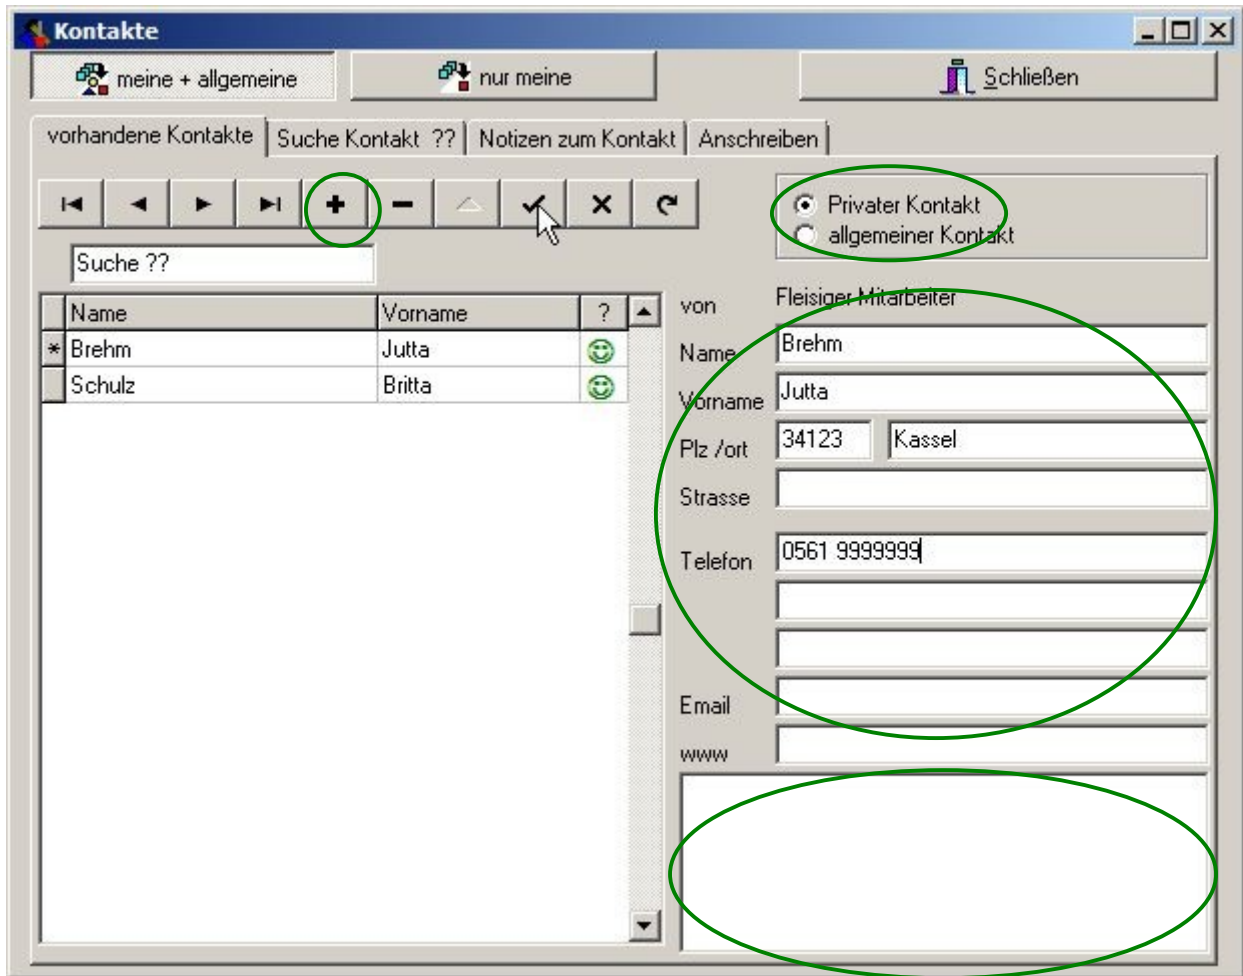 Kontakte
meine + allgemeine
nur meine
Schließen
vorhandene Kontakte
Suche Kontakt ??
Notizen zum Kontakt
Anschreiben
Privater Kontakt
allgemeiner Kontakt
Suche ??
Name Vorname ?
* Brehm Jutta
Schulz Britta
von Fleisiger Mitarbeiter
Name Brehm
Vorname Jutta
Plz /ort 34123 Kassel
Strasse
Telefon 0561 9999999
Email
www